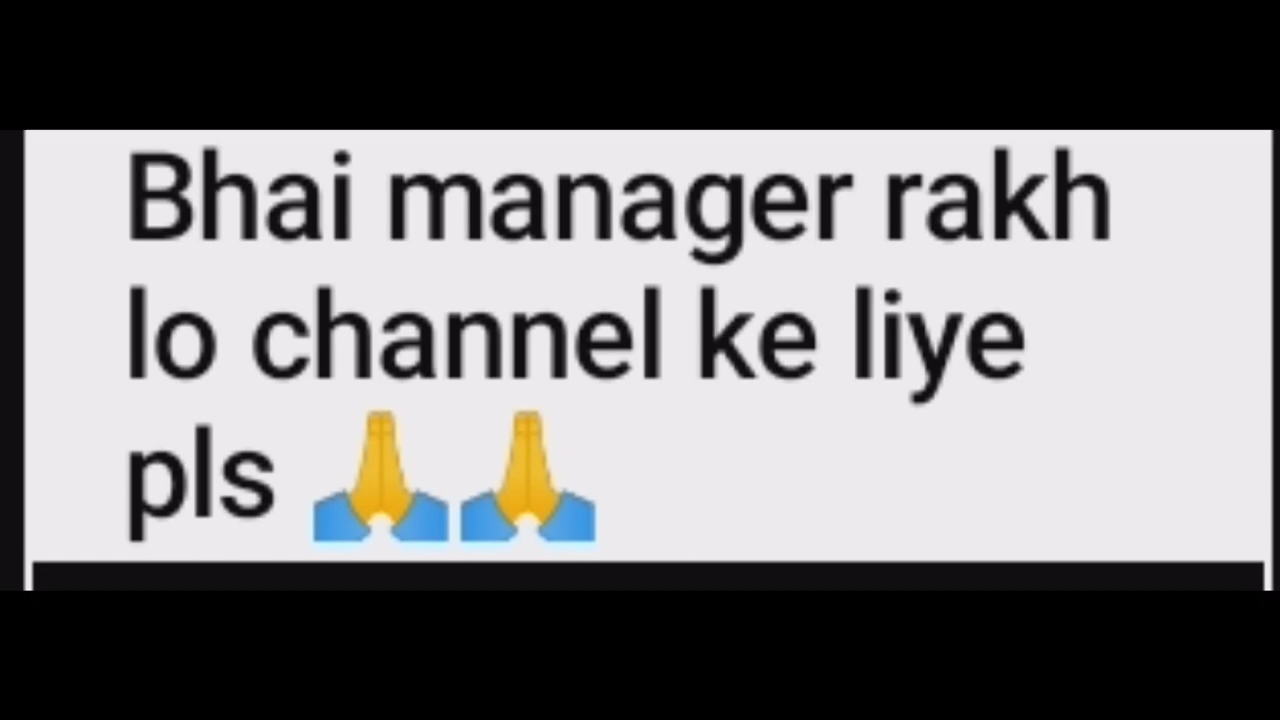 Bhai manager rakh
lo channel ke liye
pls 🙏🙏